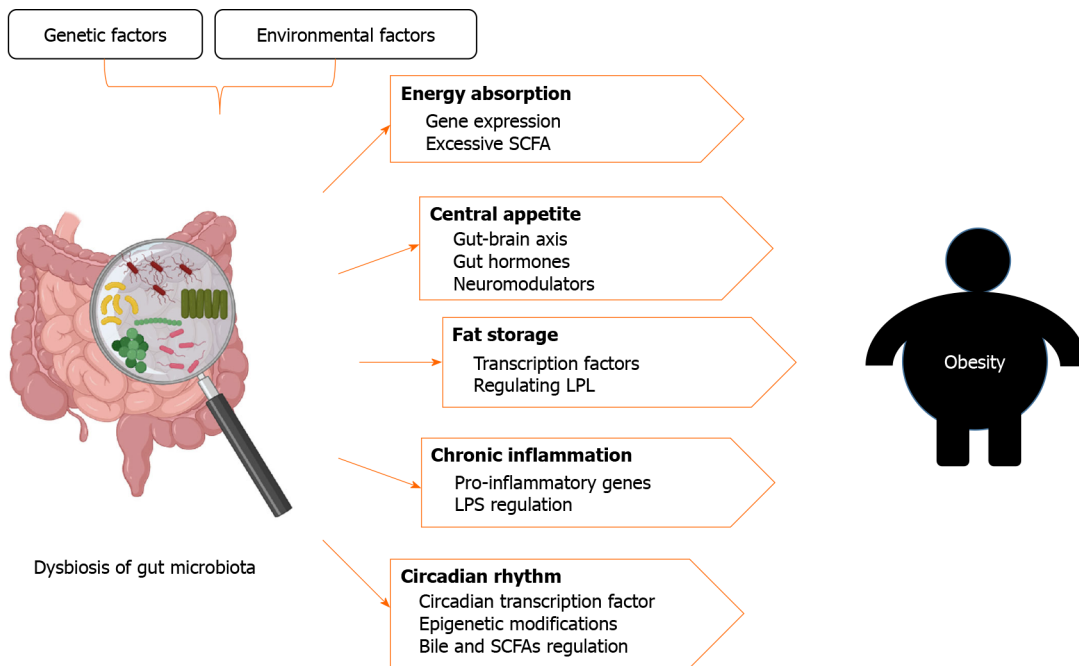 Genetic factors
Environmental factors
Energy absorption
Gene expression
Excessive SCFA
Central appetite
Gut-brain axis
Gut hormones
Neuromodulators
Fat storage
Transcription factors
Regulating LPL
Obesity
Chronic inflammation
Pro-inflammatory genes
LPS regulation
Dysbiosis of gut microbiota
Circadian rhythm
Circadian transcription factor
Epigenetic modifications
Bile and SCFAs regulation